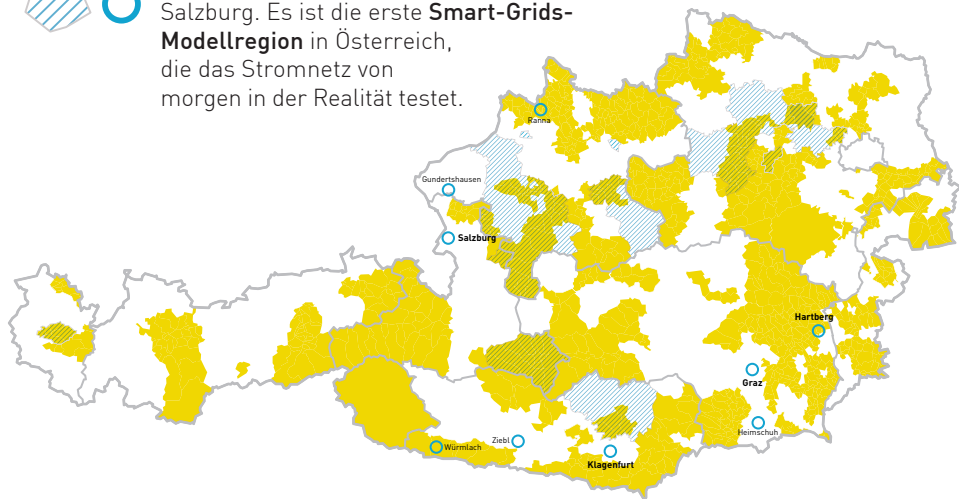 Salzburg. Es ist die erste Smart-Grids-
Modellregion in Österreich,
die das Stromnetz von
morgen in der Realität testet.
Ranna
Gundertshausen
Salzburg
Hartberg
Graz
Heimschuh
Ziebl
Würmlach
Klagenfurt